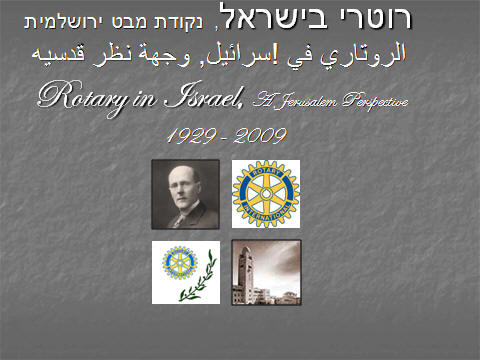 רוטרי בישראל, נקודת מבט ירושלמית
الروتاري في !سرائيل, وجهة نظر قدسيه
Rotary in Israel, A Jerusalem Perspective
1929 - 2009
ROTARY
INTERNATIONAL